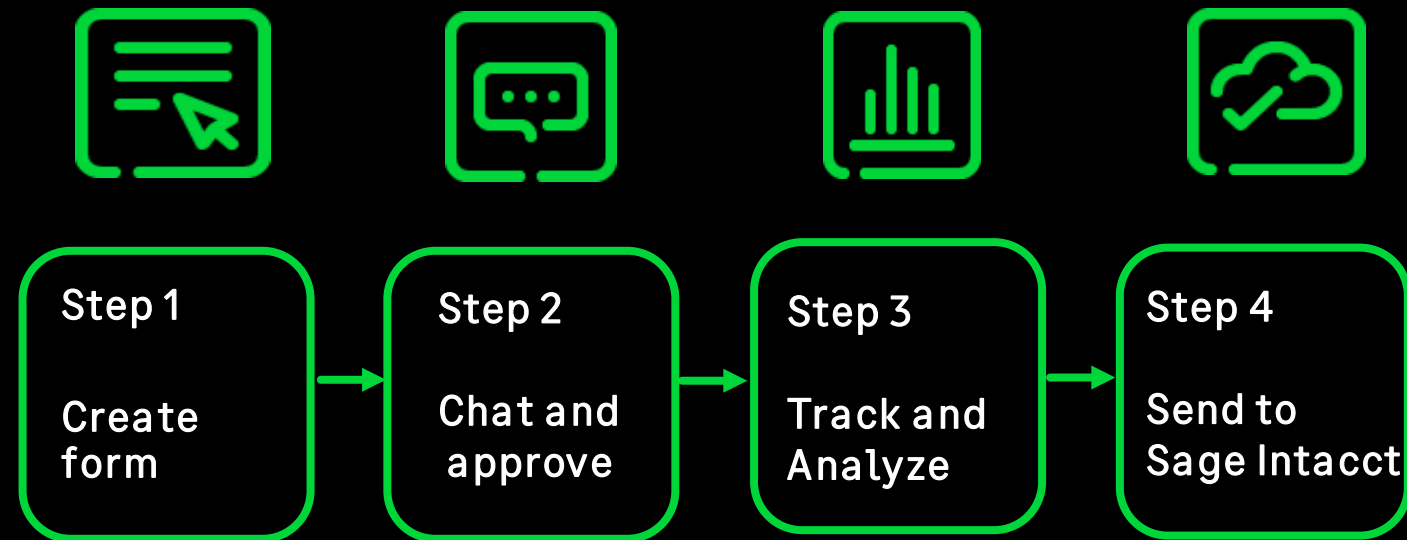 Step 1
Create
form
Step 2
Chat and
approve
Step 3
Track and
Analyze
Step 4
Send to
Sage Intacct